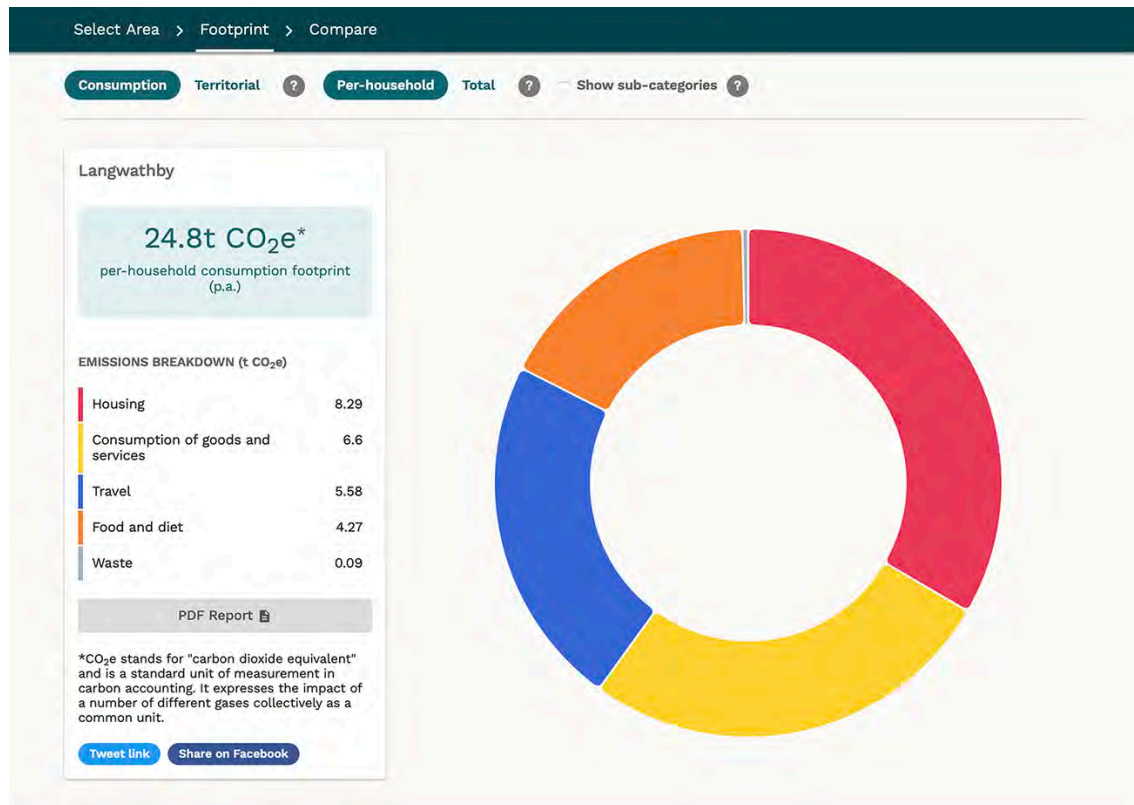 Select Area > Footprint > Compare
Consumption Territorial ? Per-household Total ? Show sub-categories ?
Langwathby
24.8t CO₂e*
per-household consumption footprint
(p.a.)
EMISSIONS BREAKDOWN (t CO₂e)
Housing 8.29
Consumption of goods and 6.6
services
Travel 5.58
Food and diet 4.27
Waste 0.09
PDF Report
*CO₂e stands for "carbon dioxide equivalent"
and is a standard unit of measurement in
carbon accounting. It expresses the impact of
a number of different gases collectively as a
common unit.
Tweet link Share on Facebook